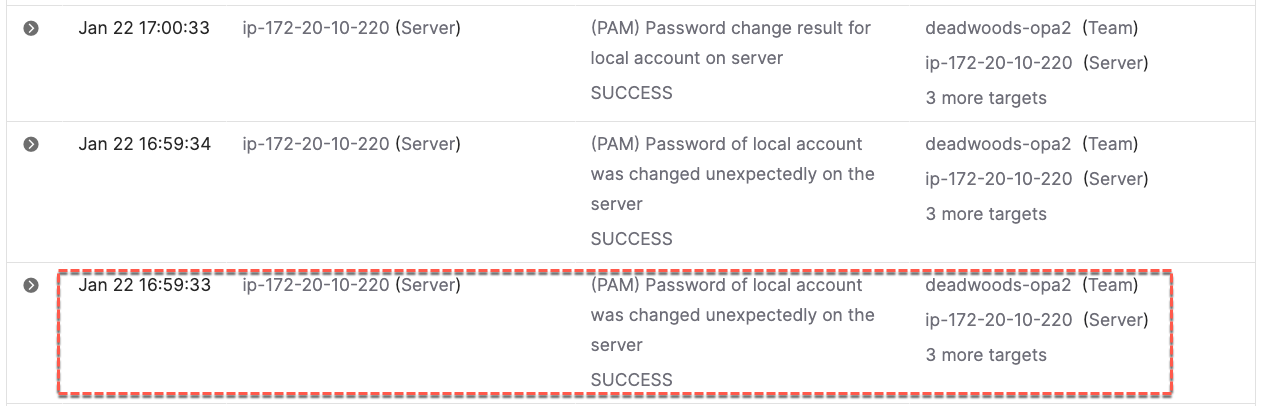 Jan 22 17:00:33 ip-172-20-10-220 (Server) (PAM) Password change result for deadwoods-opa2 (Team)
local account on server ip-172-20-10-220 (Server)
SUCCESS 3 more targets
Jan 22 16:59:34 ip-172-20-10-220 (Server) (PAM) Password of local account deadwoods-opa2 (Team)
was changed unexpectedly on the ip-172-20-10-220 (Server)
server 3 more targets
SUCCESS
Jan 22 16:59:33 ip-172-20-10-220 (Server) (PAM) Password of local account deadwoods-opa2 (Team)
was changed unexpectedly on the ip-172-20-10-220 (Server)
server 3 more targets
SUCCESS